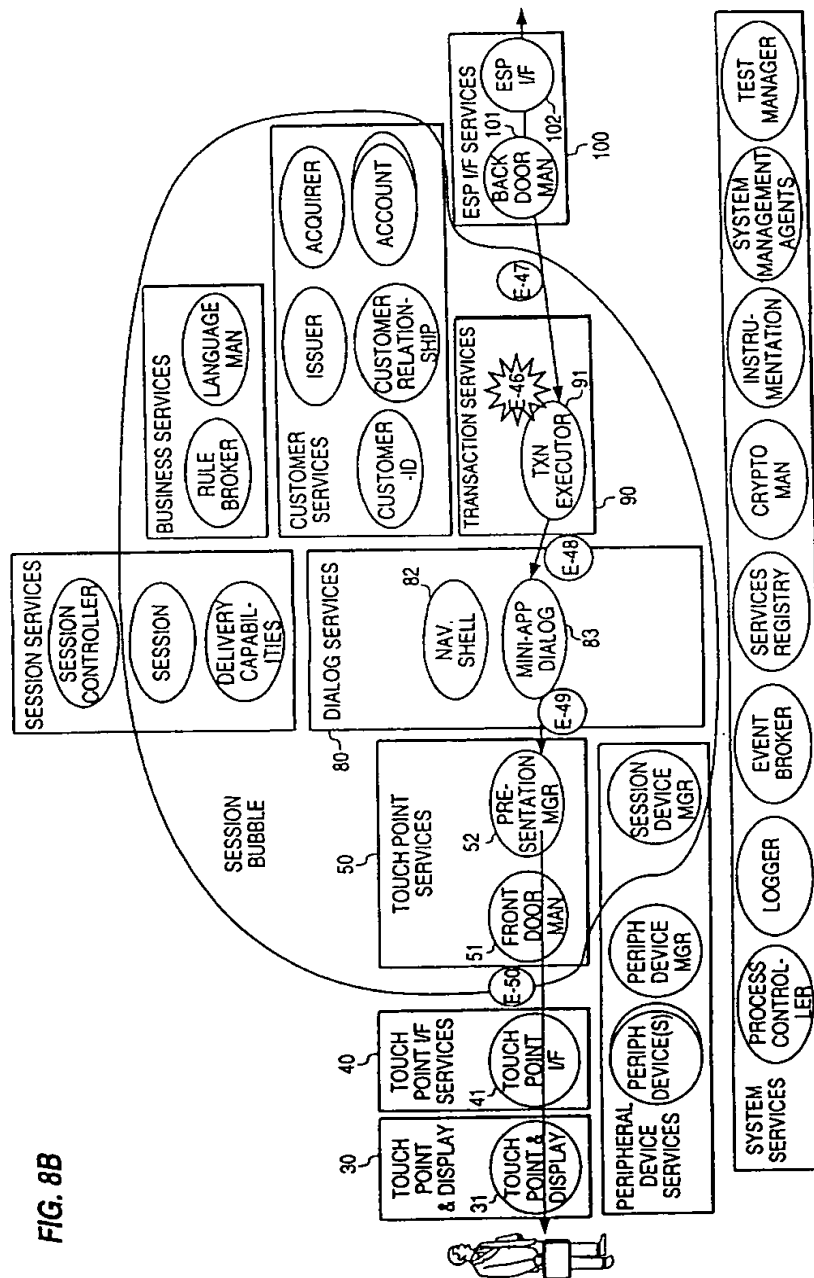 FIG. 8B
SESSION SERVICES
SESSION
CONTROLLER
SESSION
DELIVERY
CAPABIL-
ITIES
BUSINESS SERVICES
RULE
BROKER
LANGUAGE
MAN
CUSTOMER
SERVICES
ISSUER
ACQUIRER
CUSTOMER
-ID
CUSTOMER
RELATION-
SHIP
ACCOUNT
SESSION
BUBBLE
30
TOUCH
POINT
& DISPLAY
31
TOUCH
POINT &
DISPLAY
40
TOUCH
POINT I/F
SERVICES
41
TOUCH
POINT
I/F
E-50
50
TOUCH POINT
SERVICES
51
FRONT
DOOR
MAN
52
PRE-
SENTATION
MGR
80
DIALOG SERVICES
82
NAV.
SHELL
MINI-APP
DIALOG
83
E-49
E-48
TRANSACTION SERVICES
E-46
TXN
EXECUTOR
91
90
E-47
ESP I/F SERVICES
101
BACK
DOOR
MAN
ESP
I/F
102
100
PERIPHERAL
DEVICE
SERVICES
PERIPH
DEVICE(S)
PERIPH
DEVICE
MGR
SESSION
DEVICE
MGR
SYSTEM
SERVICES
PROCESS
CONTROL-
LER
LOGGER
EVENT
BROKER
SERVICES
REGISTRY
CRYPTO
MAN
INSTRU-
MENTATION
SYSTEM
MANAGEMENT
AGENTS
TEST
MANAGER